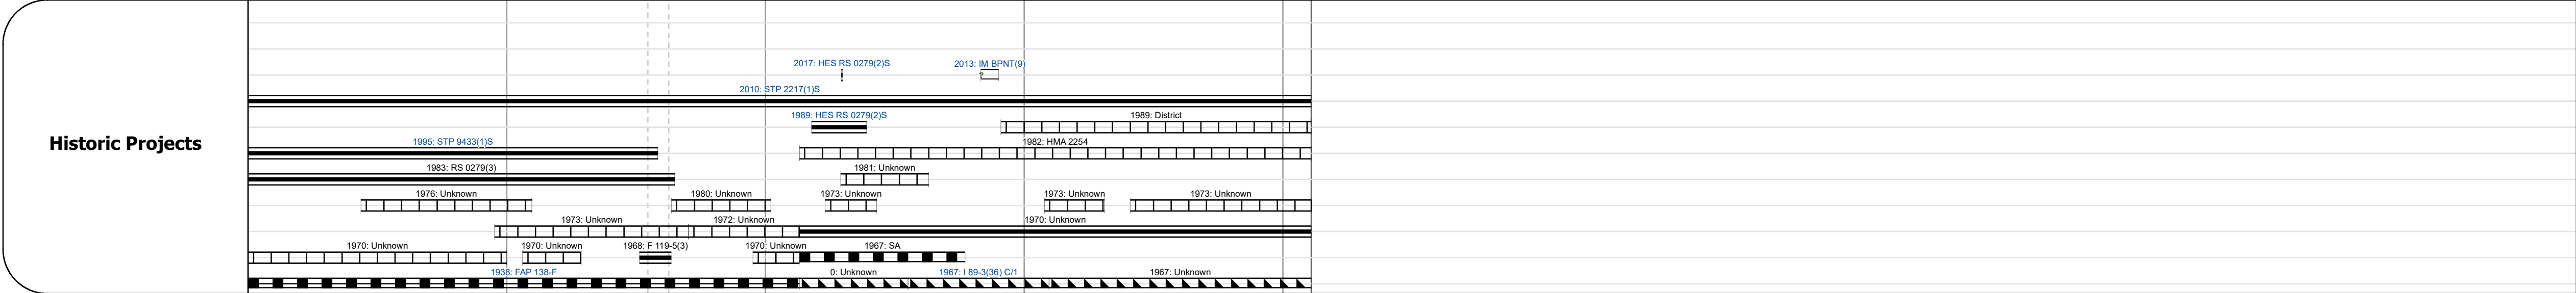 Historic Projects
2017: HES RS 0279(2)S
2013: IM BPNT(9)
2010: STP 2217(1)S
1989: HES RS 0279(2)S
1989: District
1995: STP 9433(1)S
1982: HMA 2254
1983: RS 0279(3)
1981: Unknown
1976: Unknown
1980: Unknown
1973: Unknown
1973: Unknown
1973: Unknown
1973: Unknown
1972: Unknown
1970: Unknown
1970: Unknown
1970: Unknown
1968: F 119-5(3)
1970: Unknown
1967: SA
1938: FAP 138-F
0: Unknown
1967: I 89-3(36) C/1
1967: Unknown